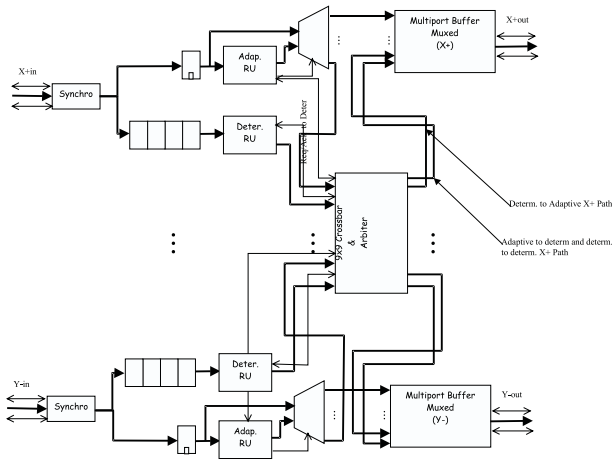 Multiport Buffer
Muxed
(X+)
X+out
X+in
Synchro
Adap.
RU
Deter.
RU
Req/Ack to Deter
9x9 Crossbar
&
Arbiter
Determ. to Adaptive X+ Path
Adaptive to determ and determ.
to determ. X+ Path
Deter.
RU
Y-in
Synchro
Adap.
RU
Multiport Buffer
Muxed
(Y-)
Y-out